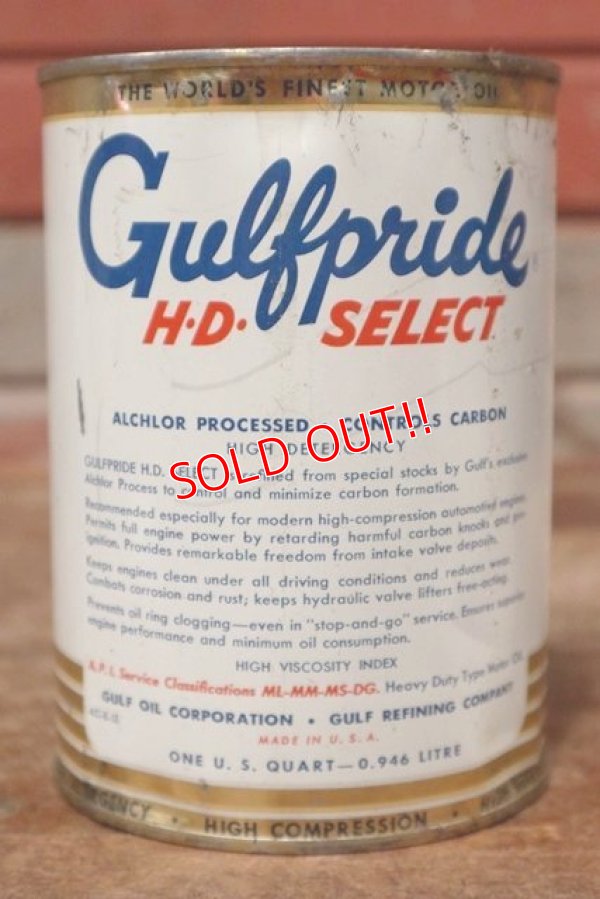 THE WORLD'S FINEST MOTOR OIL
Gulfpride
H·D· SELECT
ALCHLOR PROCESSED CONTROLS CARBON
HIGH DETERGENCY
SOLD OUT!!
GULFPRIDE H.D. SELECT is refined from special stocks by Gulf's exclusive
Alchlor Process to control and minimize carbon formation.
Recommended especially for modern high-compression automotive engines.
Permits full engine power by retarding harmful carbon knocks and pre-
ignition. Provides remarkable freedom from intake valve deposits.
Keeps engines clean under all driving conditions and reduces wear.
Combats corrosion and rust; keeps hydraulic valve lifters free-acting.
Prevents oil ring clogging—even in "stop-and-go" service. Ensures superior
engine performance and minimum oil consumption.
HIGH VISCOSITY INDEX
A.P.I. Service Classifications ML-MM-MS-DG. Heavy Duty Type Motor Oil
GULF OIL CORPORATION • GULF REFINING COMPANY
MADE IN U.S.A.
ONE U. S. QUART—0.946 LITRE
DETERGENCY • HIGH COMPRESSION •